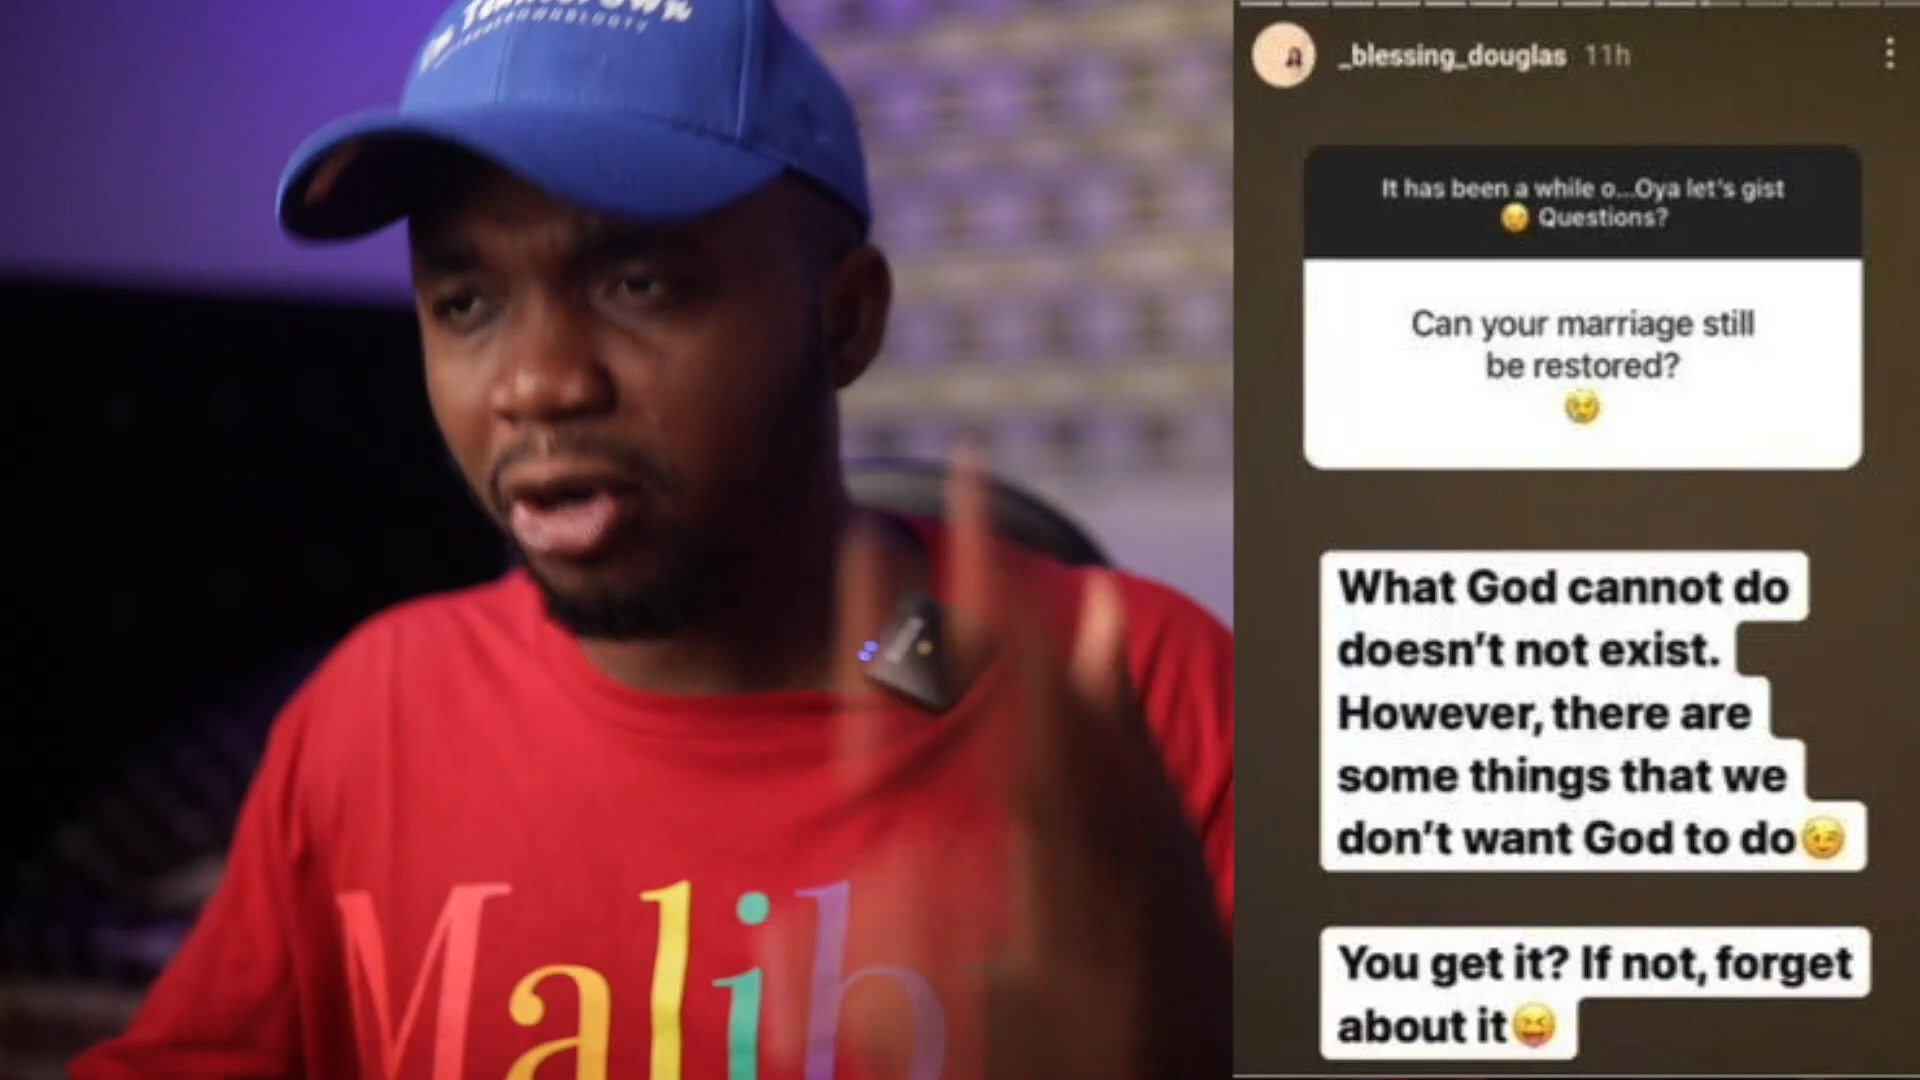 Malib
_blessing_douglas 11h
It has been a while o...Oya let's gist
😢 Questions?
Can your marriage still
be restored?
😢
What God cannot do
doesn't not exist.
However, there are
some things that we
don't want God to do😉
You get it? If not, forget
about it😝